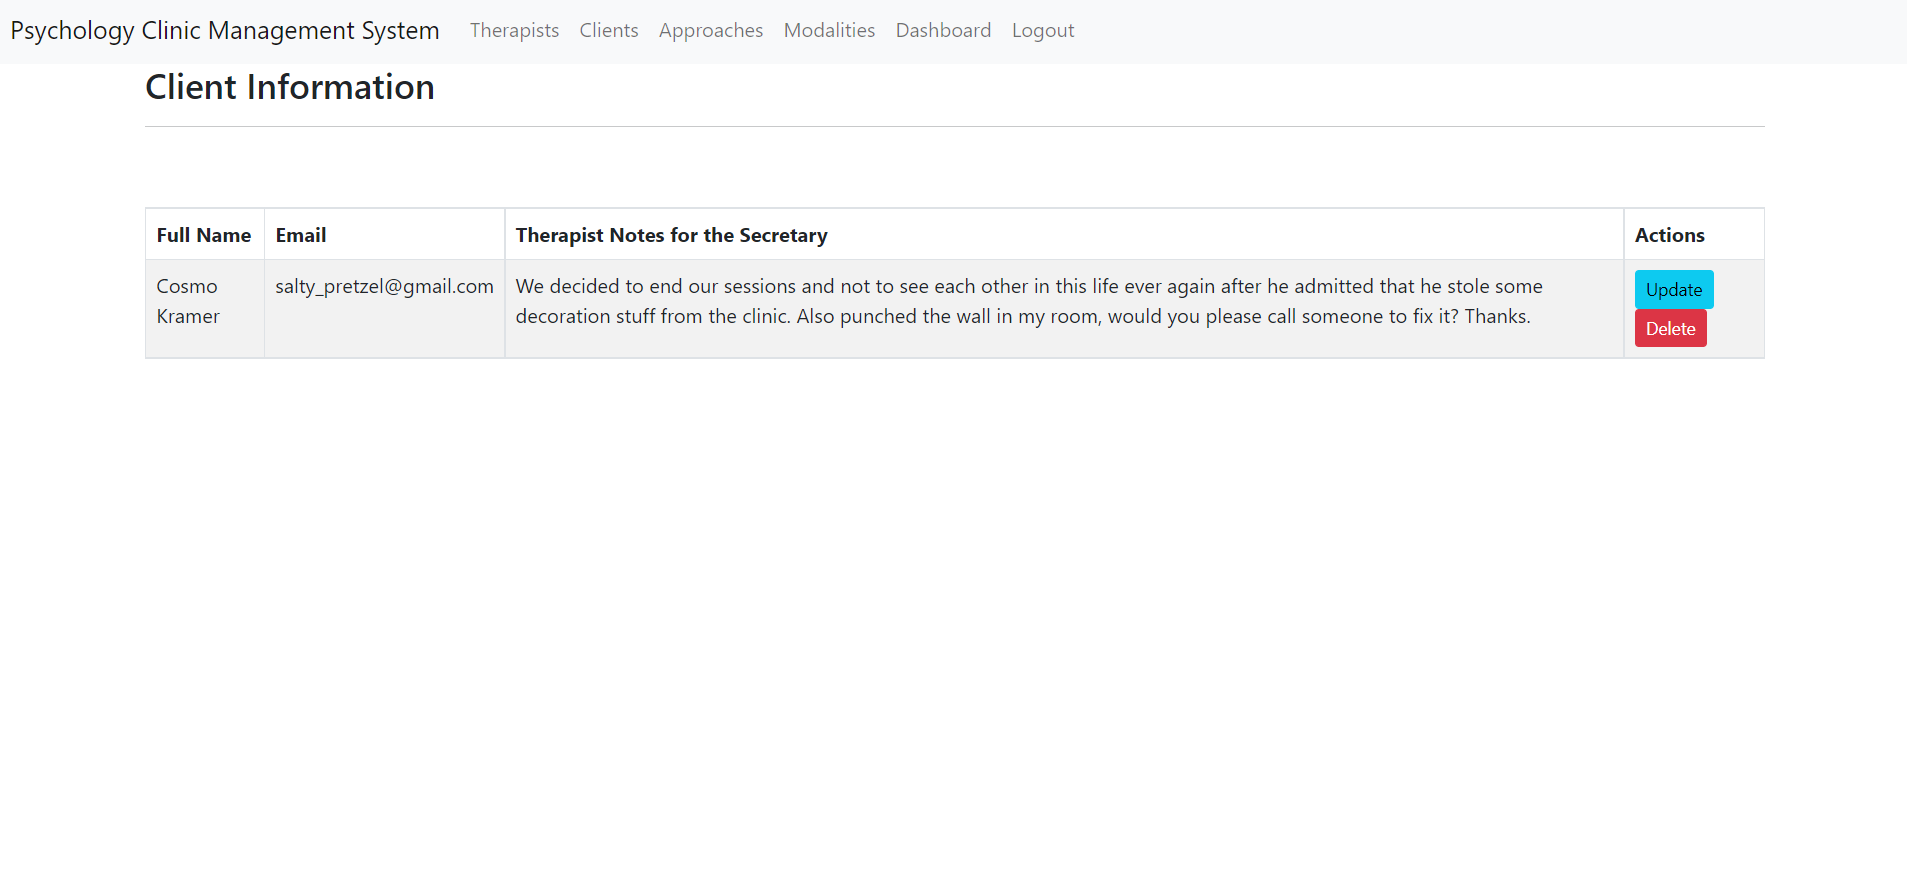 Psychology Clinic Management System Therapists Clients Approaches Modalities Dashboard Logout
Client Information
Full Name Email Therapist Notes for the Secretary Actions
Cosmo salty_pretzel@gmail.com We decided to end our sessions and not to see each other in this life ever again after he admitted that he stole some Update
Kramer decoration stuff from the clinic. Also punched the wall in my room, would you please call someone to fix it? Thanks.
Delete